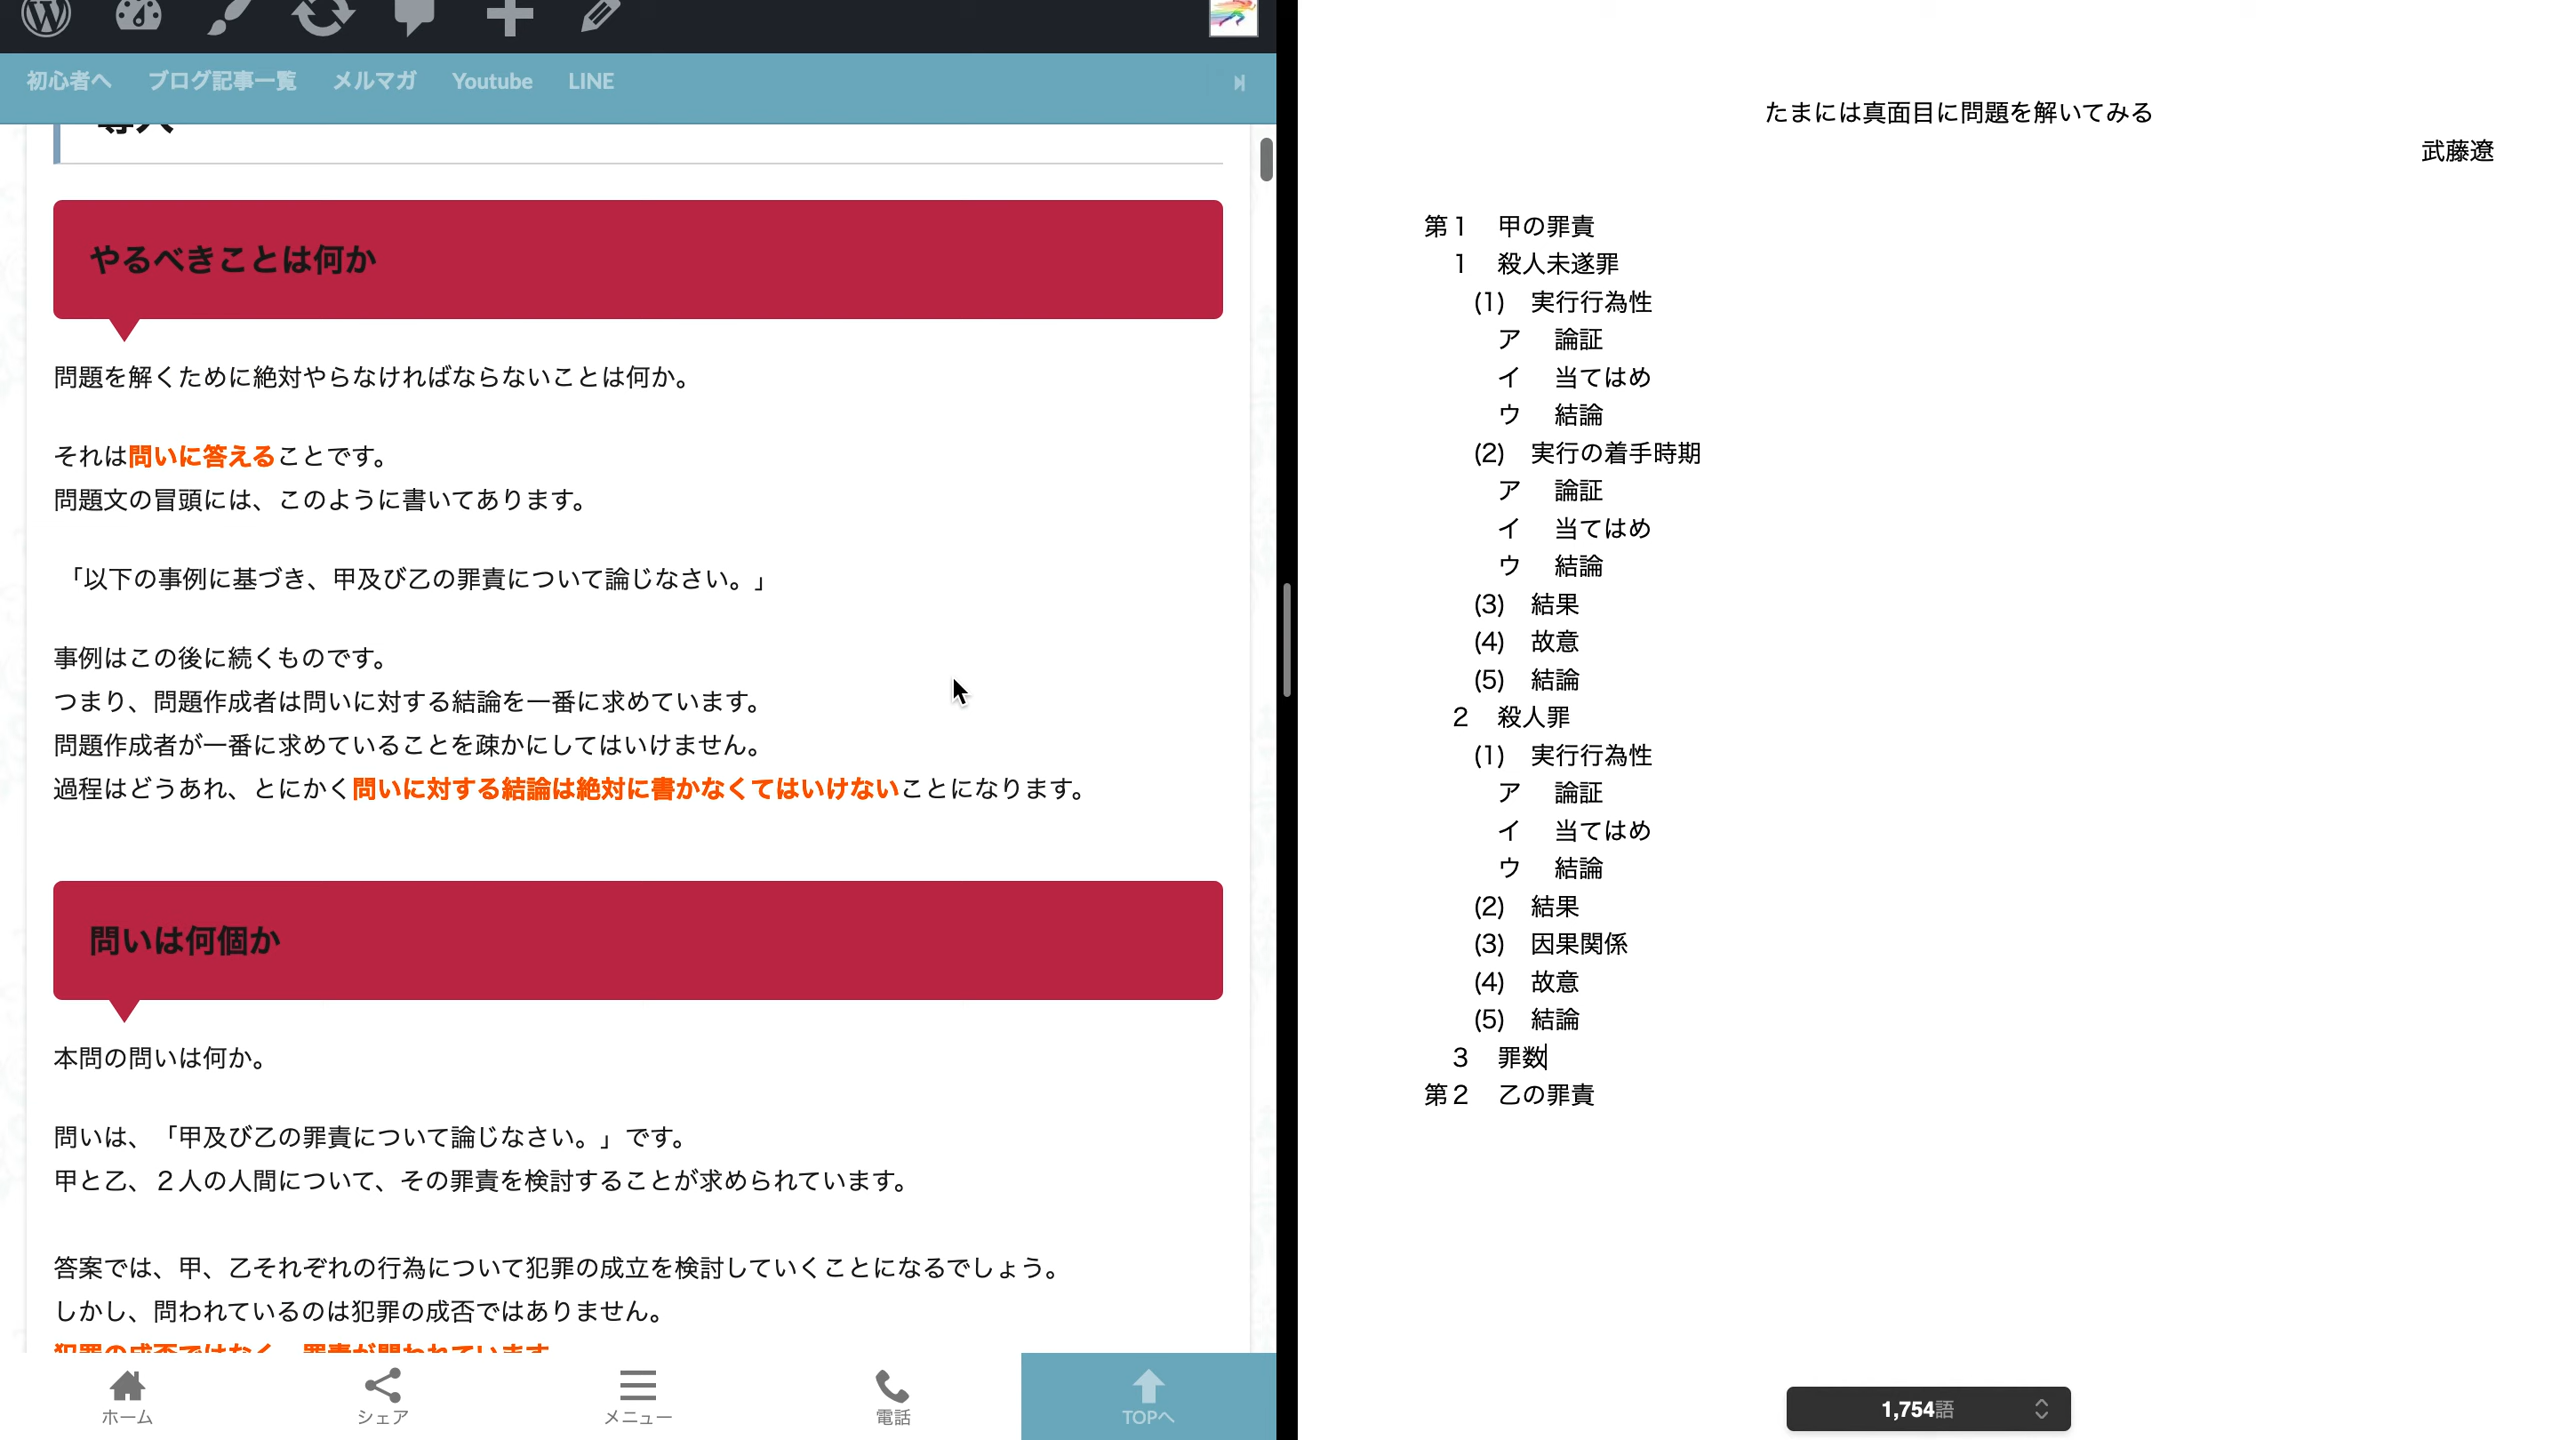 初心者へ ブログ記事一覧 メルマガ Youtube LINE
導入
やるべきことは何か
問題を解くために絶対やらなければならないことは何か。
それは問いに答えることです。
問題文の冒頭には、このように書いてあります。
「以下の事例に基づき、甲及び乙の罪責について論じなさい。」
事例はこの後に続くものです。
つまり、問題作成者は問いに対する結論を一番に求めています。
問題作成者が一番に求めていることを疎かにしてはいけません。
過程はどうあれ、とにかく問いに対する結論は絶対に書かなくてはいけないことになります。
問いは何個か
本問の問いは何か。
問いは、「甲及び乙の罪責について論じなさい。」です。
甲と乙、２人の人間について、その罪責を検討することが求められています。
答案では、甲、乙それぞれの行為について犯罪の成立を検討していくことになるでしょう。
しかし、問われているのは犯罪の成否ではありません。
犯罪の成否ではなく、罪責が問われています
ホーム シェア メニュー 電話 TOPへ
たまには真面目に問題を解いてみる
武藤遼
第１　甲の罪責
１　殺人未遂罪
(1)　実行行為性
ア　論証
イ　当てはめ
ウ　結論
(2)　実行の着手時期
ア　論証
イ　当てはめ
ウ　結論
(3)　結果
(4)　故意
(5)　結論
２　殺人罪
(1)　実行行為性
ア　論証
イ　当てはめ
ウ　結論
(2)　結果
(3)　因果関係
(4)　故意
(5)　結論
３　罪数
第２　乙の罪責
1,754語